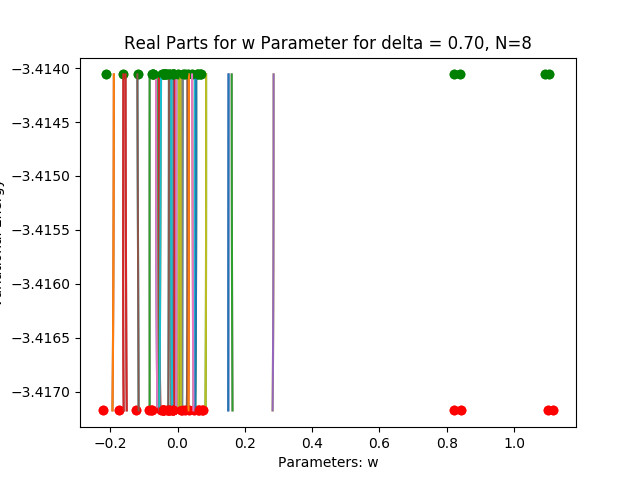 Real Parts for w Parameter for delta = 0.70, N=8
−3.4140
−3.4145
−3.4150
−3.4155
−3.4160
−3.4165
−3.4170
−0.2 0.0 0.2 0.4 0.6 0.8 1.0
Parameters: w